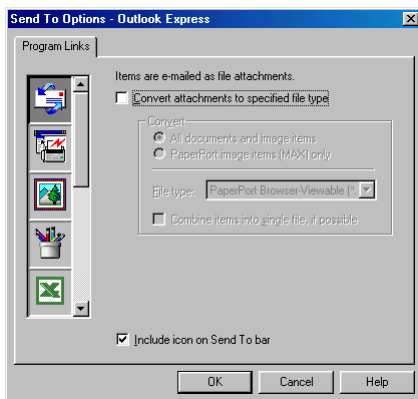 Send To Options - Outlook Express
Program Links
Items are e-mailed as file attachments.
Convert attachments to specified file type
Convert
All documents and image items
PaperPort image items (MAX) only
File type: PaperPort Browser-Viewable (*.
Combine items into single file, if possible
Include icon on Send To bar
OK Cancel Help